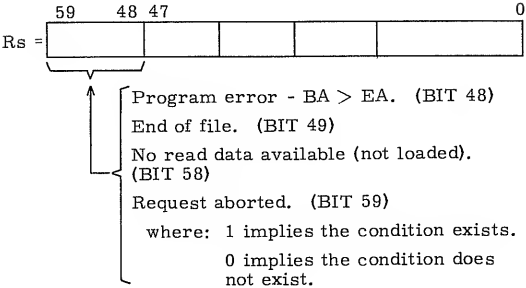 59 48 47 0
Rs =
Program error - BA > EA. (BIT 48)
End of file. (BIT 49)
No read data available (not loaded).
(BIT 58)
Request aborted. (BIT 59)
where: 1 implies the condition exists.
0 implies the condition does
not exist.